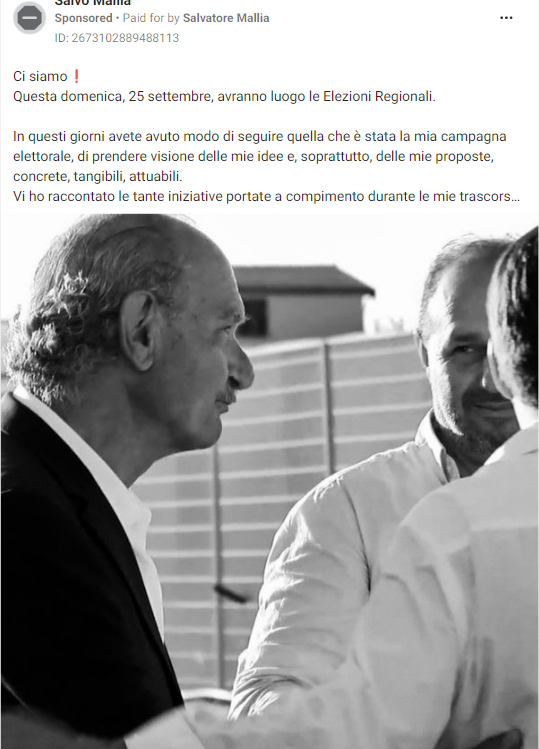 Salvo Mallia
Sponsored • Paid for by Salvatore Mallia
ID: 2673102889488113
Ci siamo ❗
Questa domenica, 25 settembre, avranno luogo le Elezioni Regionali.
In questi giorni avete avuto modo di seguire quella che è stata la mia campagna
elettorale, di prendere visione delle mie idee e, soprattutto, delle mie proposte,
concrete, tangibili, attuabili.
Vi ho raccontato le tante iniziative portate a compimento durante le mie trascors...